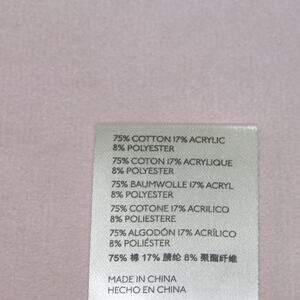 75% COTTON 17% ACRYLIC
8% POLYESTER
75% COTON 17% ACRYLIQUE
8% POLYESTER
75% BAUMWOLLE 17% ACRYL
8% POLYESTER
75% COTONE 17% ACRILICO
8% POLIESTERE
75% ALGODÓN 17% ACRÍLICO
8% POLIÉSTER
75% 棉 17% 腈纶 8% 聚酯纤维
MADE IN CHINA
HECHO EN CHINA